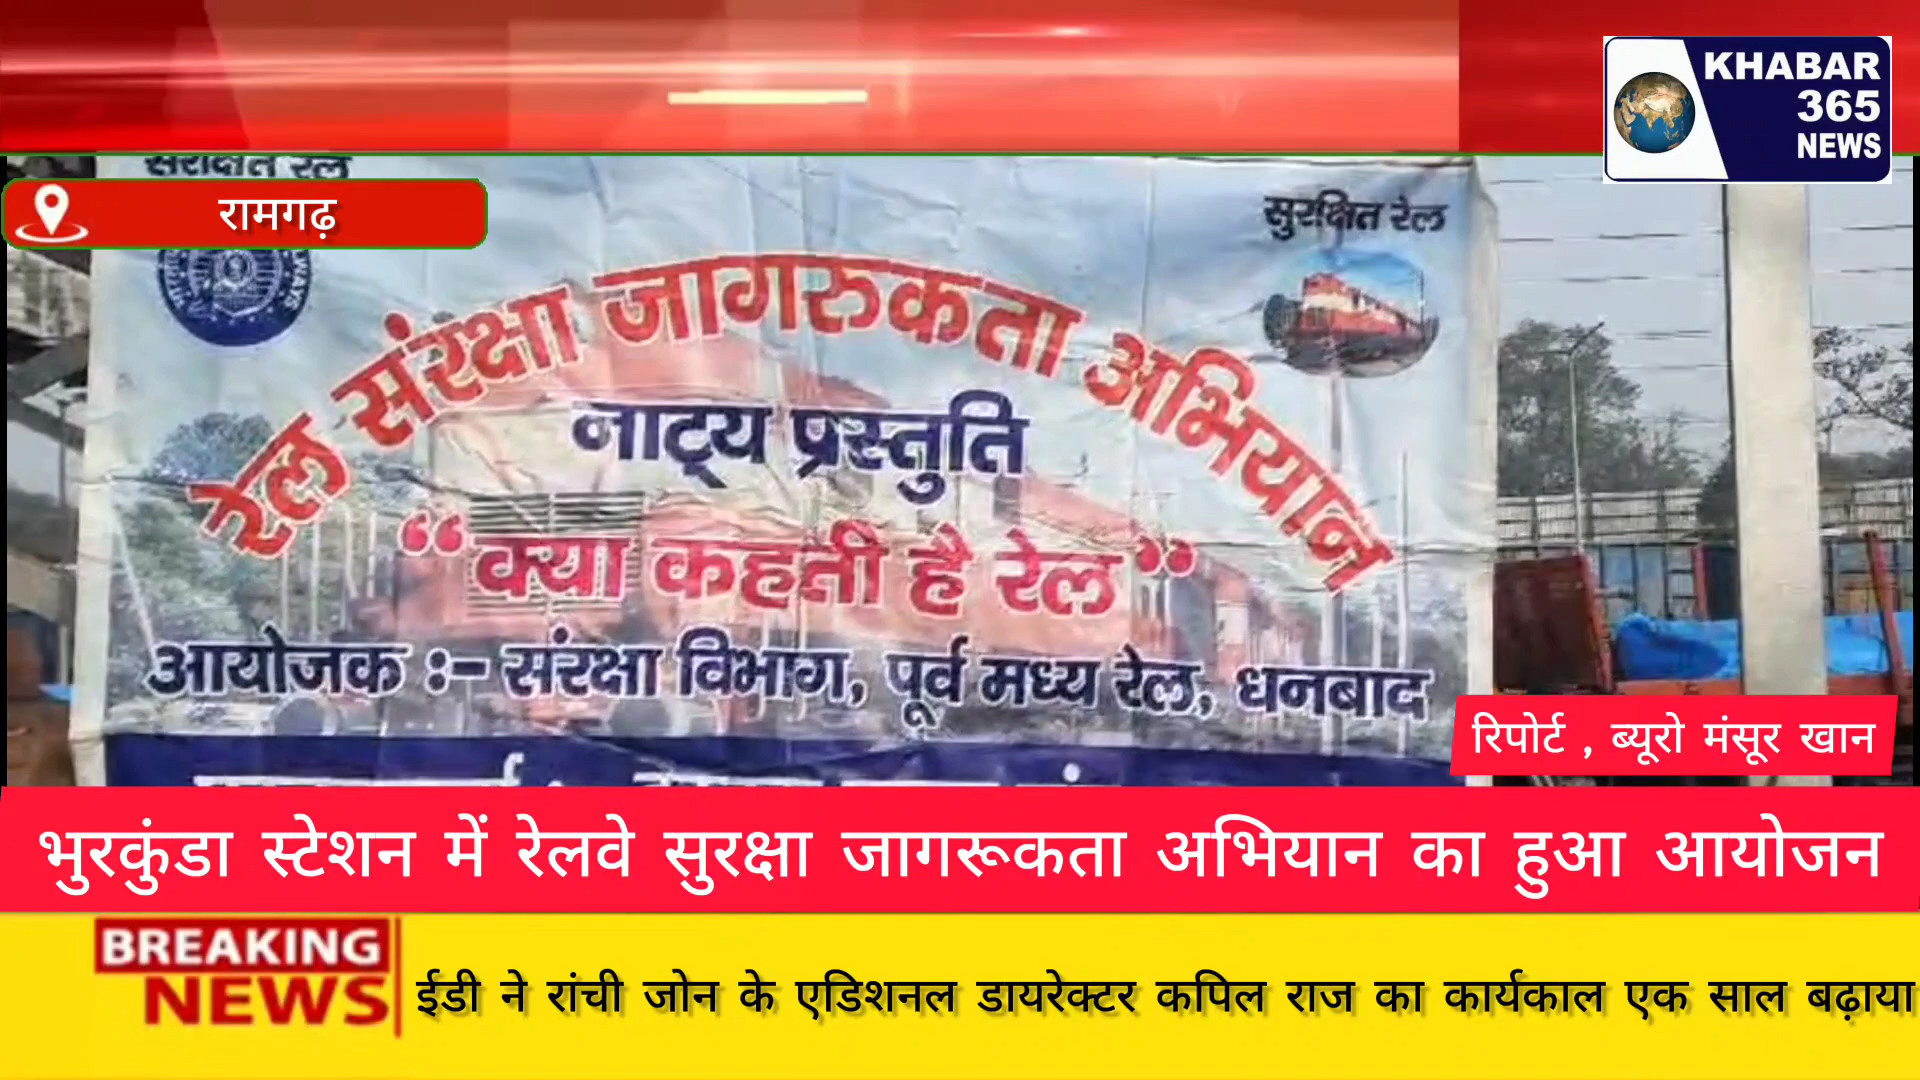 KHABAR
365
NEWS
संरक्षित रेल
रामगढ़
सुरक्षित रेल
रेल संरक्षा जागरुकता अभियान
नाट्य प्रस्तुति
“क्या कहती है रेल”
आयोजक :- संरक्षा विभाग, पूर्व मध्य रेल, धनबाद
रिपोर्ट , ब्यूरो मंसूर खान
भुरकुंडा स्टेशन में रेलवे सुरक्षा जागरूकता अभियान का हुआ आयोजन
BREAKING
NEWS
ईडी ने रांची जोन के एडिशनल डायरेक्टर कपिल राज का कार्यकाल एक साल बढ़ाया